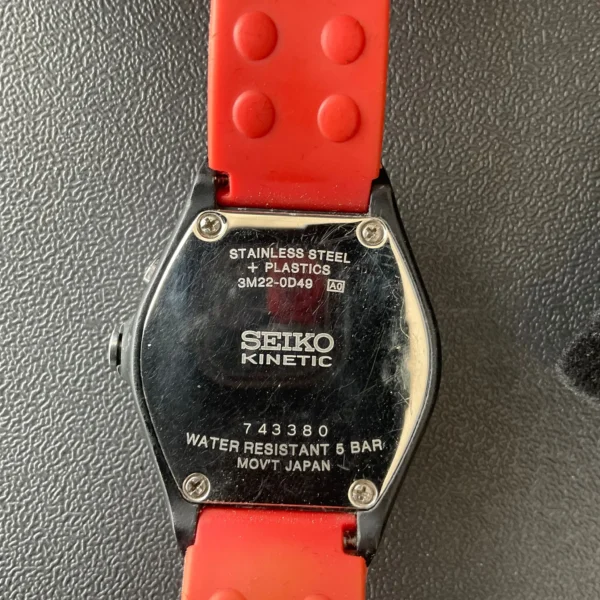 STAINLESS STEEL
+ PLASTICS
3M22-0D49 A0
SEIKO
KINETIC
743380
WATER RESISTANT 5 BAR
MOV'T JAPAN